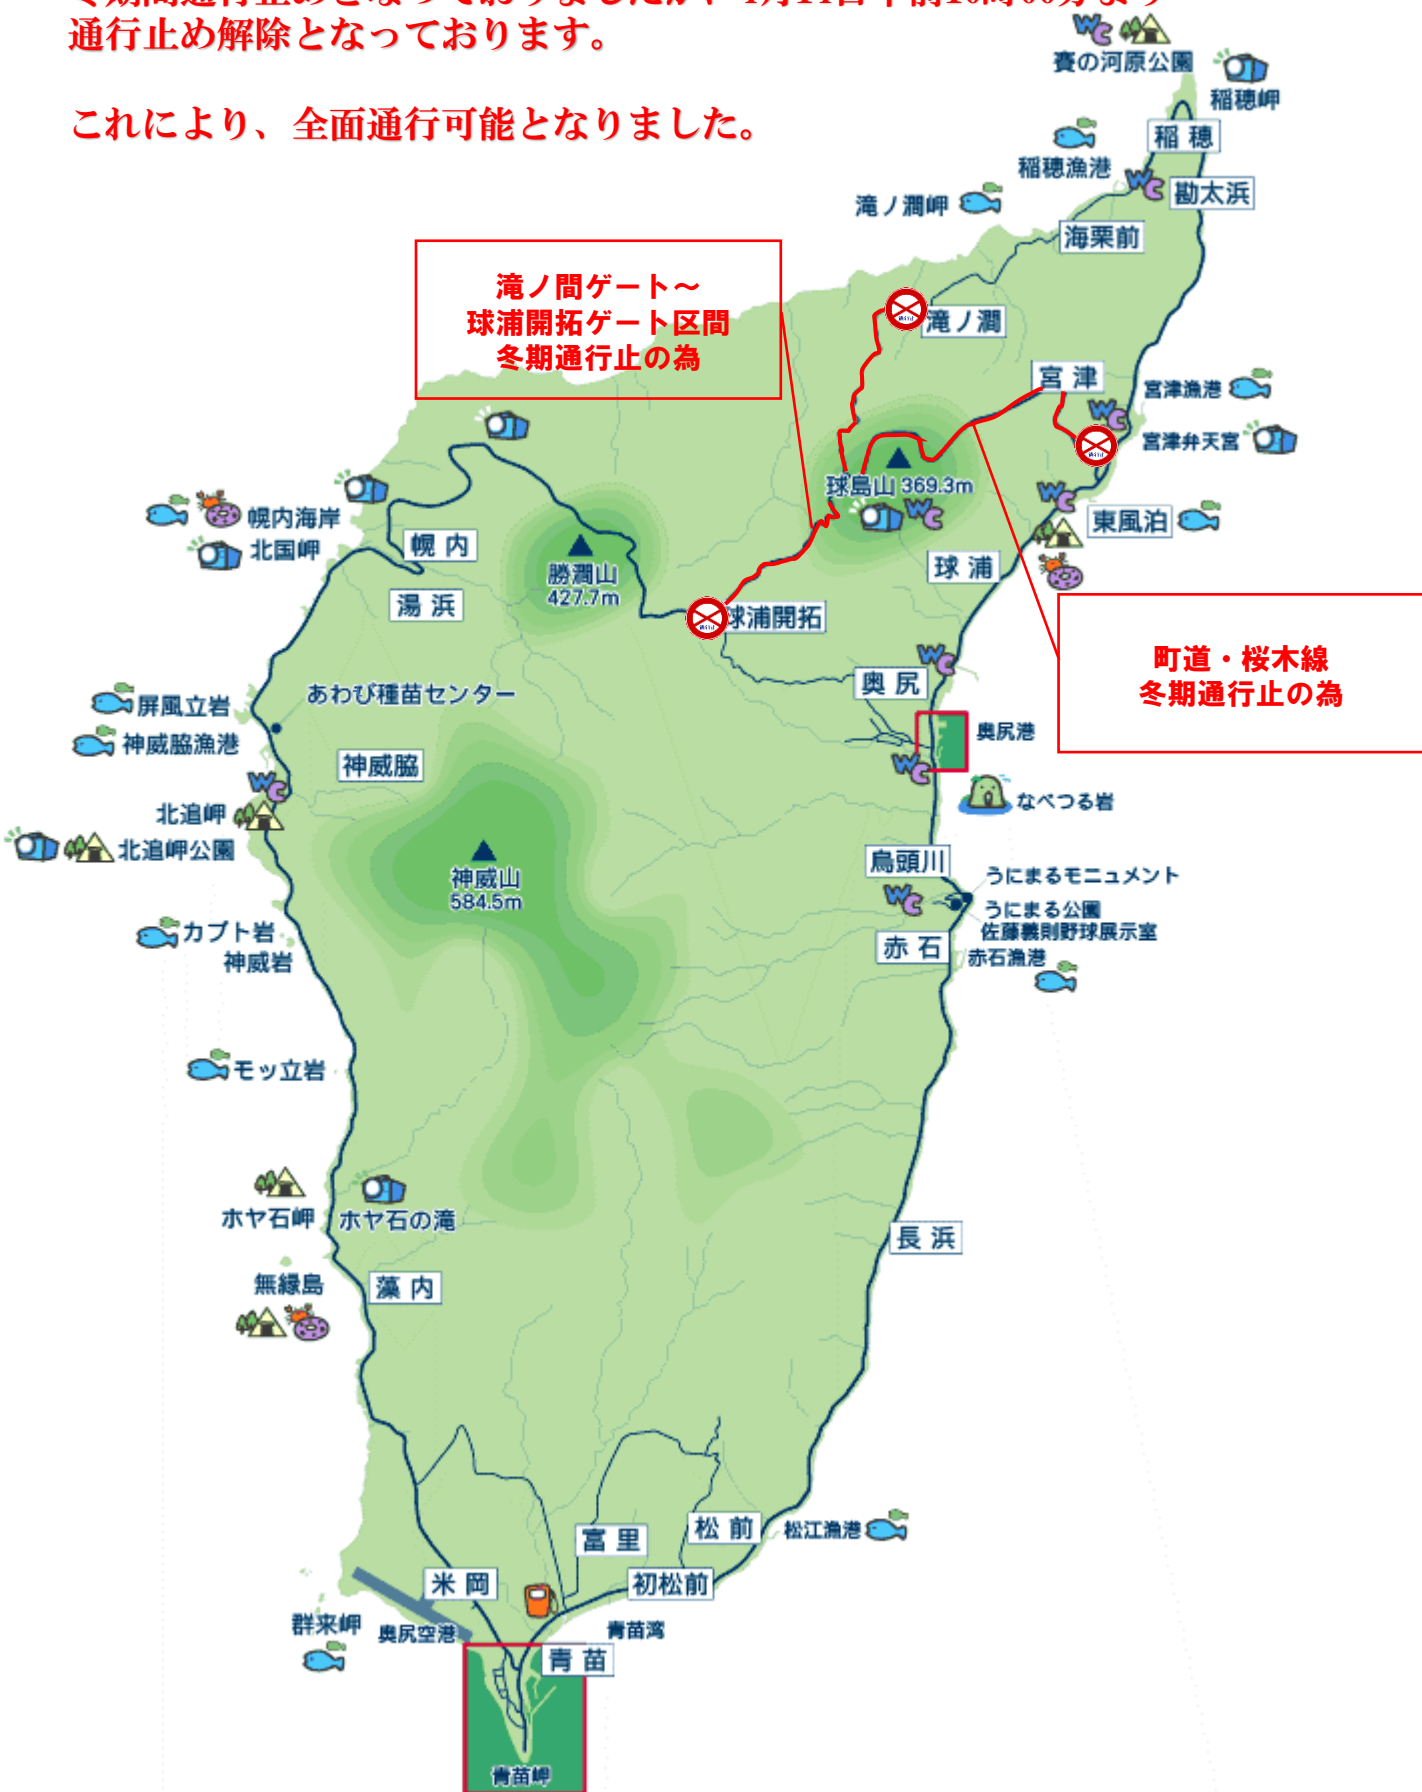 通行止め解除となっております。
これにより、全面通行可能となりました。
賽の河原公園
稲穂岬
稲穂
稲穂漁港
勘太浜
滝ノ澗岬
海栗前
滝ノ間ゲート～
球浦開拓ゲート区間
冬期通行止の為
滝ノ澗
宮津
宮津漁港
宮津弁天宮
球島山 369.3m
東風泊
幌内海岸
北国岬
幌内
勝澗山
427.7m
球浦
湯浜
球浦開拓
町道・桜木線
冬期通行止の為
奥尻
あわび種苗センター
屏風立岩
神威脇漁港
奥尻港
神威脇
なべつる岩
北追岬
北追岬公園
烏頭川
神威山
584.5m
うにまるモニュメント
うにまる公園
佐藤義則野球展示室
カブト岩
神威岩
赤石
赤石漁港
モッ立岩
ホヤ石岬
ホヤ石の滝
長浜
無縁島
藻内
松前
松江漁港
富里
米岡
初松前
群来岬
奥尻空港
青苗湾
青苗
青苗岬
WC
WC
WC
WC
WC
WC
WC
WC
WC